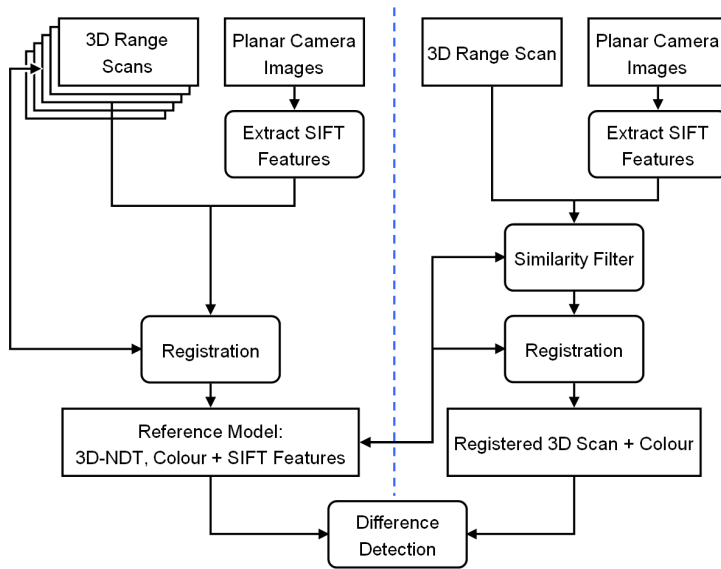 3D Range
Scans
Planar Camera
Images
Extract SIFT
Features
Registration
Reference Model:
3D-NDT, Colour + SIFT Features
3D Range Scan
Planar Camera
Images
Extract SIFT
Features
Similarity Filter
Registration
Registered 3D Scan + Colour
Difference
Detection